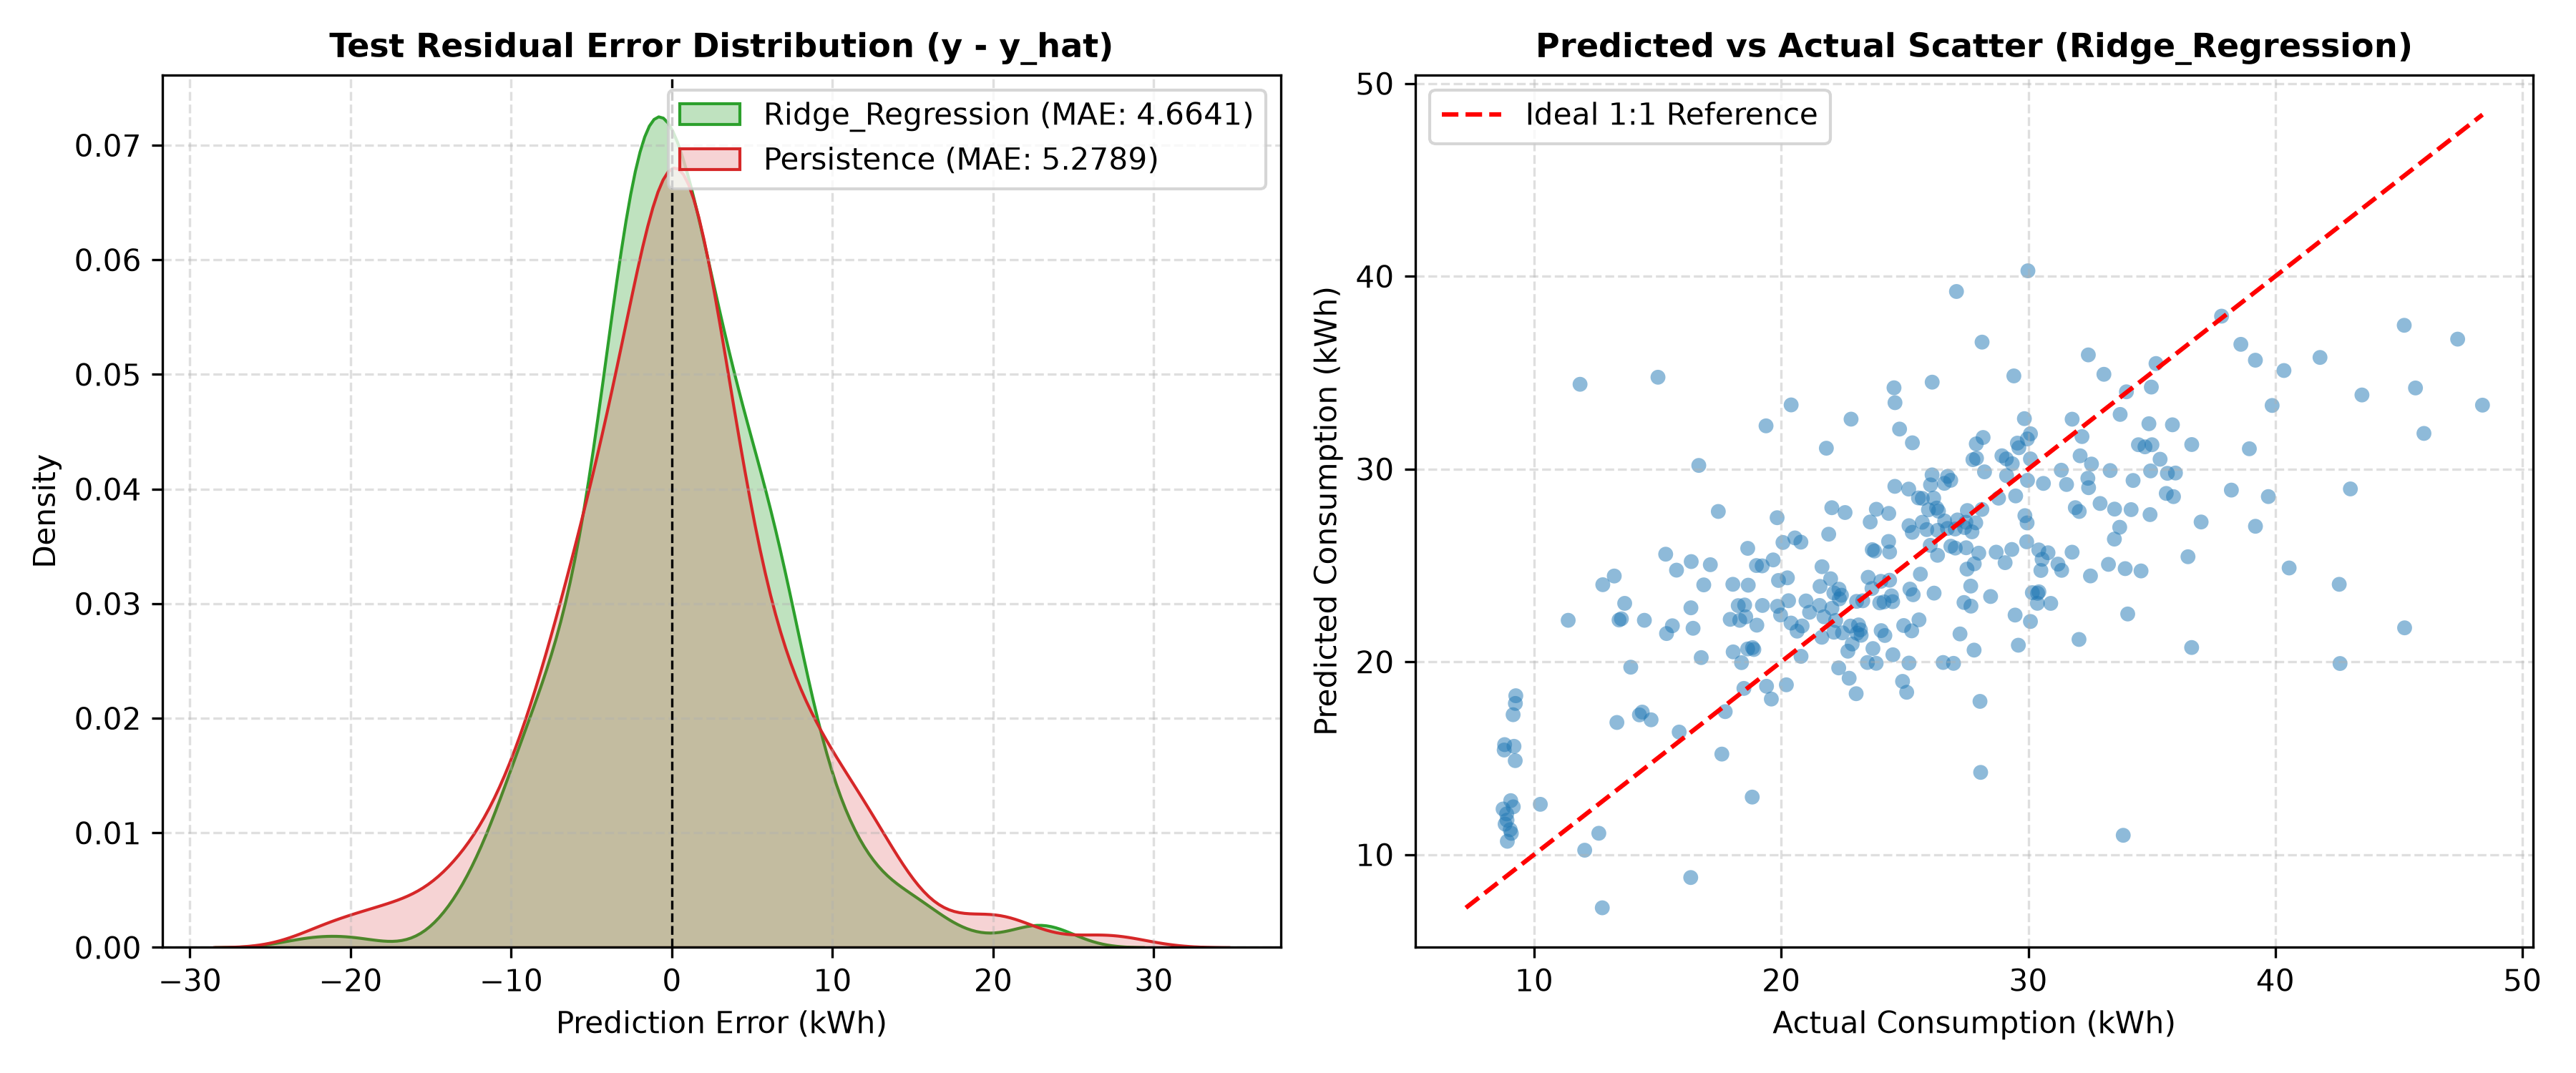 Test Residual Error Distribution (y - y_hat)
Ridge_Regression (MAE: 4.6641)
Persistence (MAE: 5.2789)
0.07
0.06
0.05
0.04
0.03
0.02
0.01
0.00
Density
−30 −20 −10 0 10 20 30
Prediction Error (kWh)
Predicted vs Actual Scatter (Ridge_Regression)
Ideal 1:1 Reference
50
40
30
20
10
Predicted Consumption (kWh)
10 20 30 40 50
Actual Consumption (kWh)